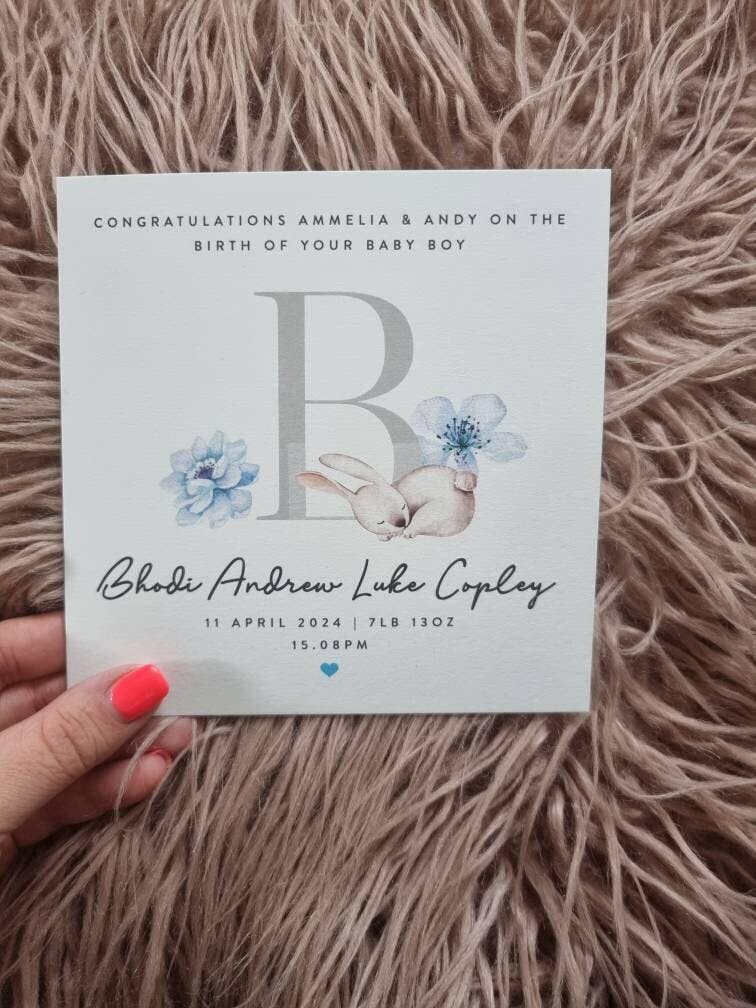 CONGRATULATIONS AMMELIA & ANDY ON THE
BIRTH OF YOUR BABY BOY
B
Bhodi Andrew Luke Copley
11 APRIL 2024 | 7LB 13OZ
15.08PM